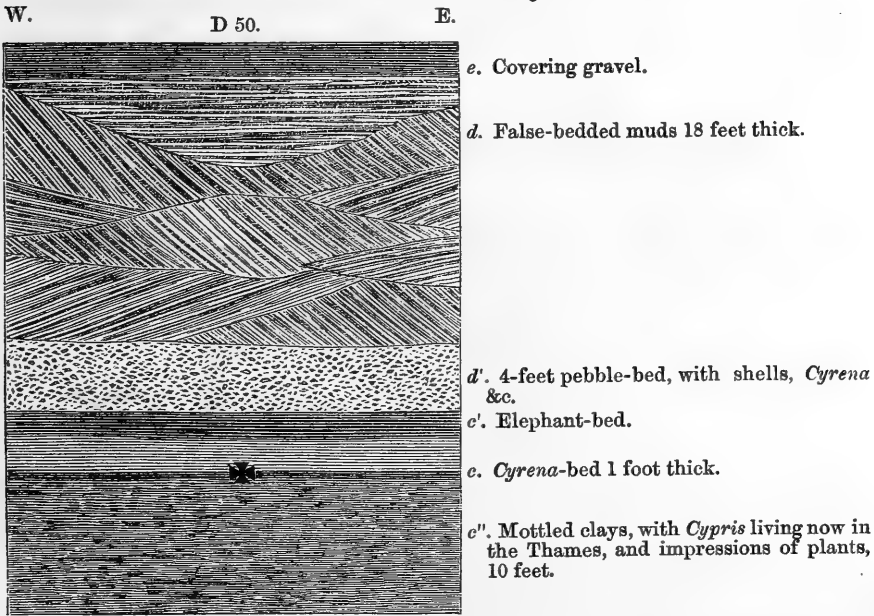 W. D 50. E.
e. Covering gravel.
d. False-bedded muds 18 feet thick.
d'. 4-feet pebble-bed, with shells, Cyrena
&c.
c'. Elephant-bed.
c. Cyrena-bed 1 foot thick.
c". Mottled clays, with Cypris living now in
the Thames, and impressions of plants,
10 feet.